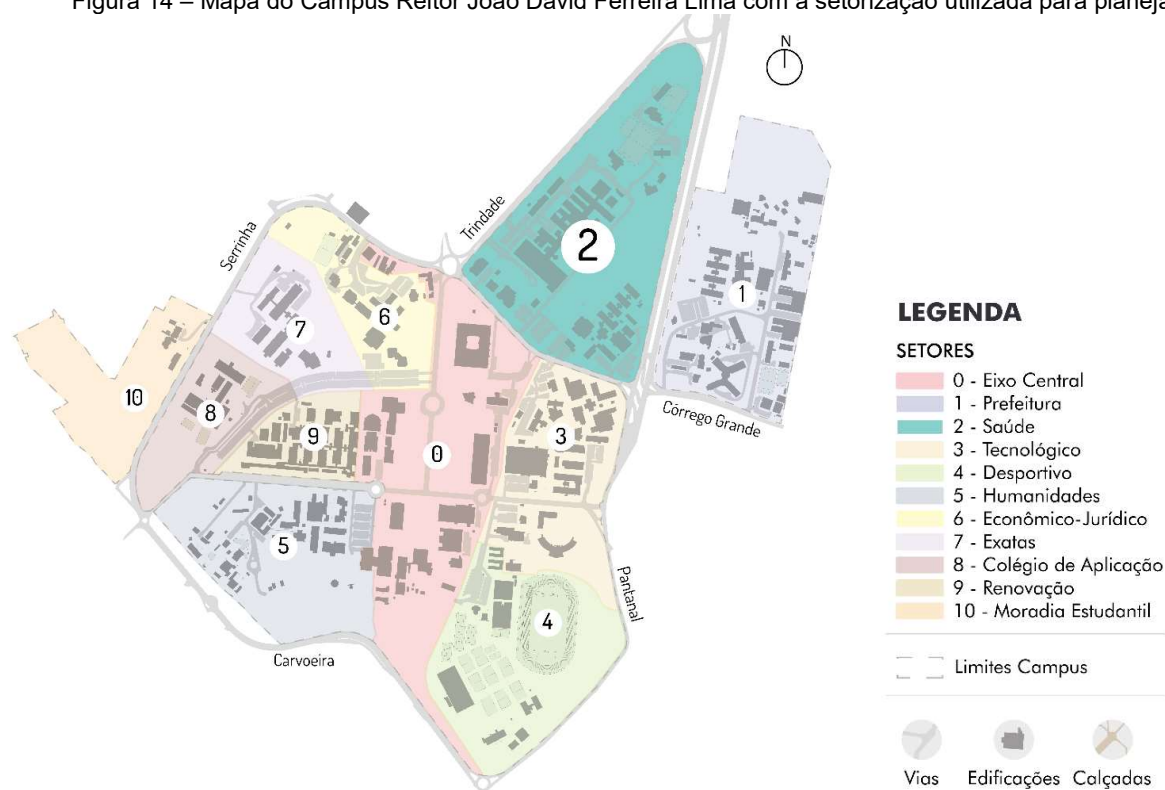 Figura 14 – Mapa do Campus Reitor João David Ferreira Lima com a setorização utilizada para
N
Trindade
Serrinha
2
1
7
6
10
8
9
0
3
Córrego Grande
5
4
Pantanal
Carvoeira
LEGENDA
SETORES
0 - Eixo Central
1 - Prefeitura
2 - Saúde
3 - Tecnológico
4 - Desportivo
5 - Humanidades
6 - Econômico-Jurídico
7 - Exatas
8 - Colégio de Aplicação
9 - Renovação
10 - Moradia Estudantil
Limites Campus
Vias Edificações Calçadas